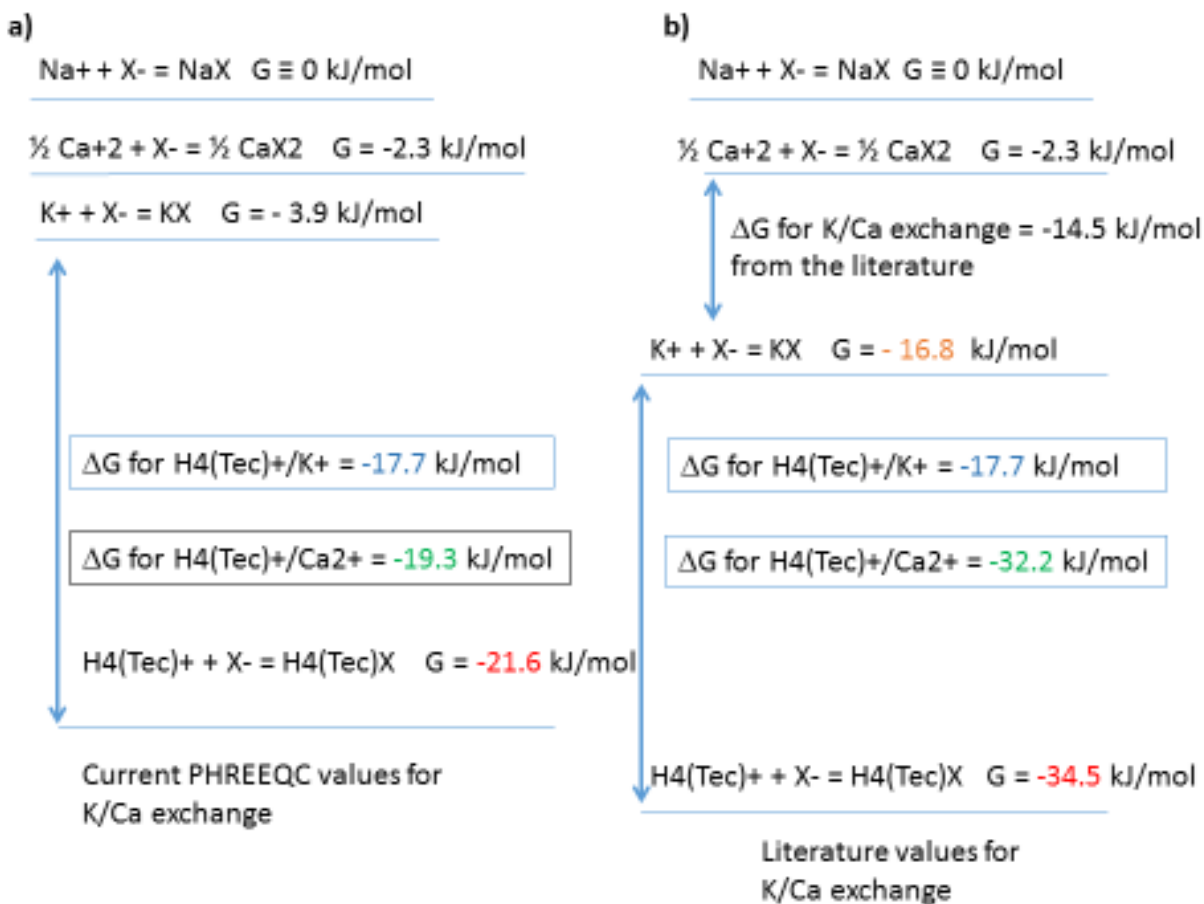 a)
Na+ + X- = NaX G ≡ 0 kJ/mol
½ Ca+2 + X- = ½ CaX2 G = -2.3 kJ/mol
K+ + X- = KX G = - 3.9 kJ/mol
ΔG for H4(Tec)+/K+ = -17.7 kJ/mol
ΔG for H4(Tec)+/Ca2+ = -19.3 kJ/mol
H4(Tec)+ + X- = H4(Tec)X G = -21.6 kJ/mol
Current PHREEQC values for
K/Ca exchange
b)
Na+ + X- = NaX G ≡ 0 kJ/mol
½ Ca+2 + X- = ½ CaX2 G = -2.3 kJ/mol
ΔG for K/Ca exchange = -14.5 kJ/mol
from the literature
K+ + X- = KX G = - 16.8 kJ/mol
ΔG for H4(Tec)+/K+ = -17.7 kJ/mol
ΔG for H4(Tec)+/Ca2+ = -32.2 kJ/mol
H4(Tec)+ + X- = H4(Tec)X G = -34.5 kJ/mol
Literature values for
K/Ca exchange